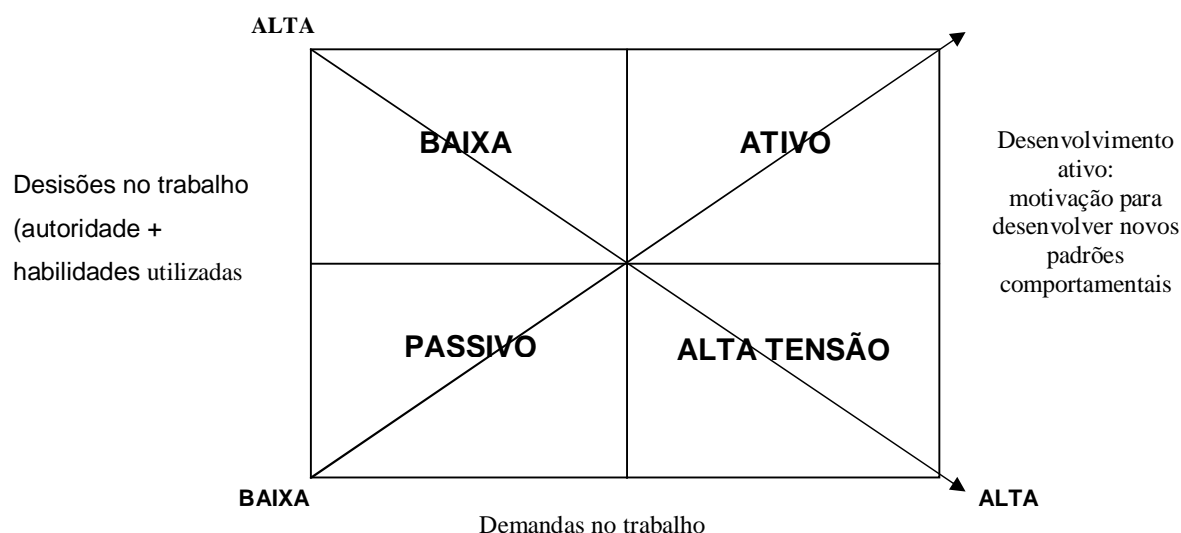 ALTA
BAIXA
ATIVO
Desisões no trabalho
(autoridade +
habilidades utilizadas
Desenvolvimento
ativo:
motivação para
desenvolver novos
padrões
comportamentais
PASSIVO
ALTA TENSÃO
BAIXA
ALTA
Demandas no trabalho